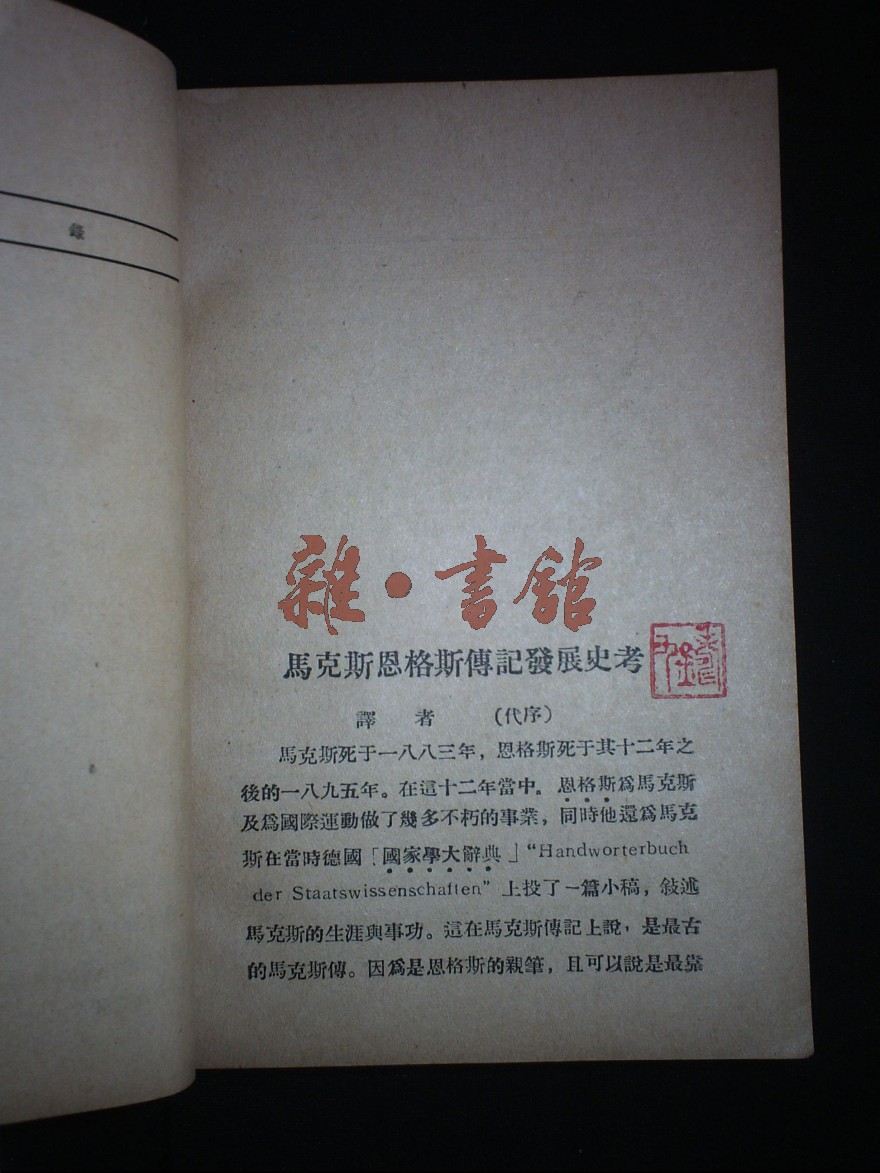 錄
雜·書館
馬克斯恩格斯傳記發展史考
譯者 (代序)
馬克斯死于一八八三年，恩格斯死于其十二年之
後的一八九五年。在這十二年當中．恩格斯爲馬克斯
及爲國際運動做了幾多不朽的事業，同時他還爲馬克
斯在當時德國「國家學大辭典」“Handworterbuch
der Staatswissenschaften” 上投了一篇小稿，敍述
馬克斯的生涯與事功。這在馬克斯傳記上說，是最古
的馬克斯傳。因爲是恩格斯的親筆，且可以說是最靠